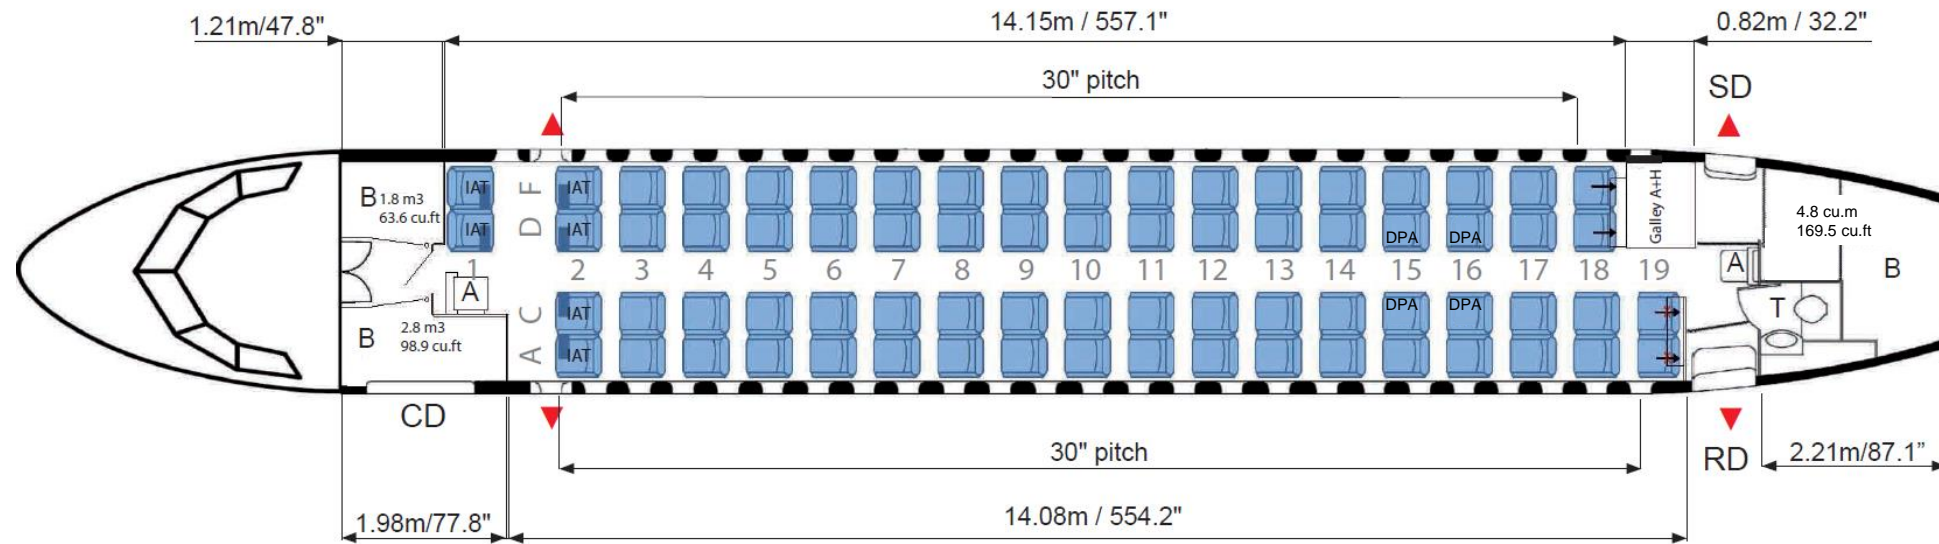 1.21m/47.8"
14.15m / 557.1"
0.82m / 32.2"
30" pitch
SD
B 1.8 m3
63.6 cu.ft
IAT
IAT
F
D
IAT
IAT
DPA
DPA
Galley A+H
4.8 cu.m
169.5 cu.ft
1 2 3 4 5 6 7 8 9 10 11 12 13 14 15 16 17 18 19
A
A
B
B 2.8 m3
98.9 cu.ft
C
A
IAT
IAT
DPA
DPA
T
CD
RD
30" pitch
2.21m/87.1”
1.98m/77.8"
14.08m / 554.2"